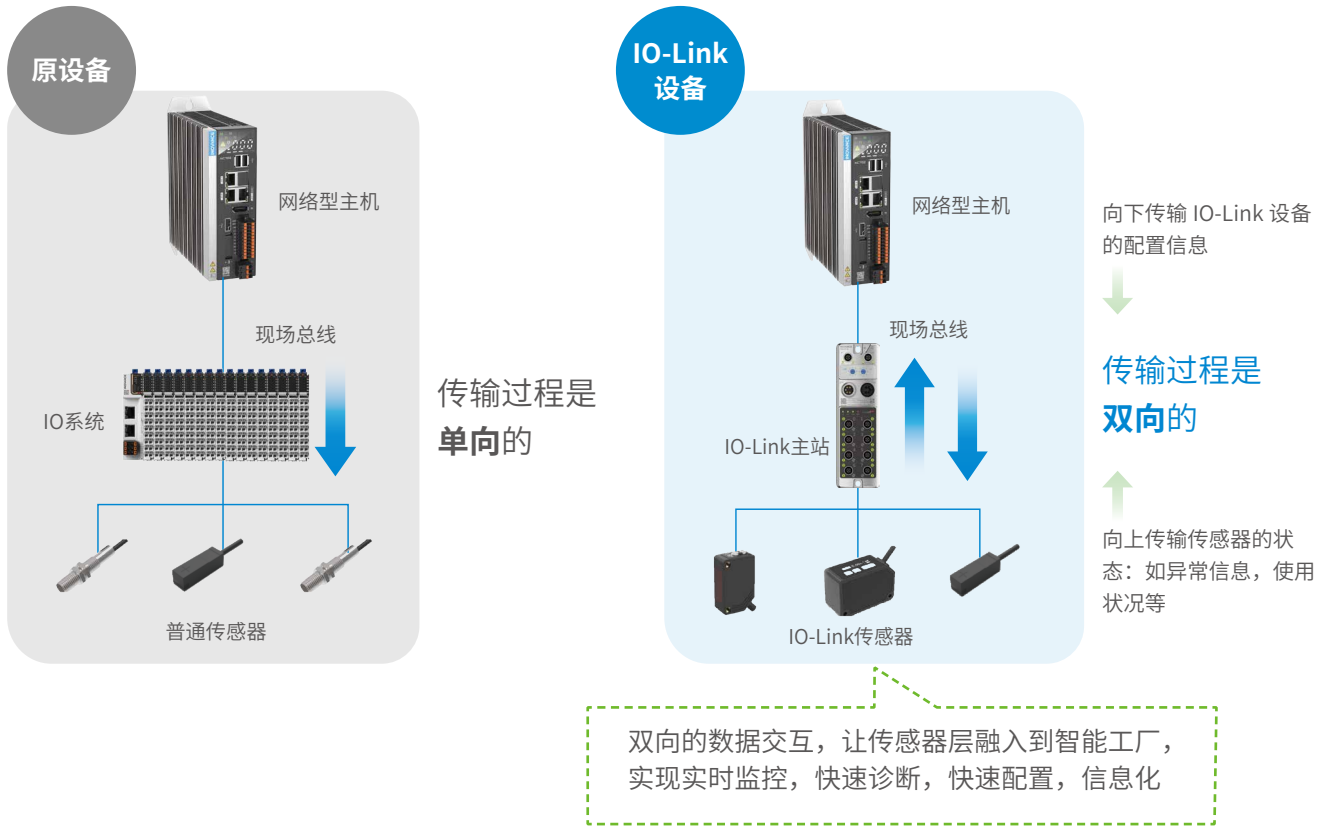 原设备
网络型主机
现场总线
IO系统
普通传感器
传输过程是
单向的
IO-Link
设备
网络型主机
现场总线
IO-Link主站
IO-Link传感器
向下传输 IO-Link 设备
的配置信息
传输过程是
双向的
向上传输传感器的状
态：如异常信息，使用
状况等
双向的数据交互，让传感器层融入到智能工厂，
实现实时监控，快速诊断，快速配置，信息化